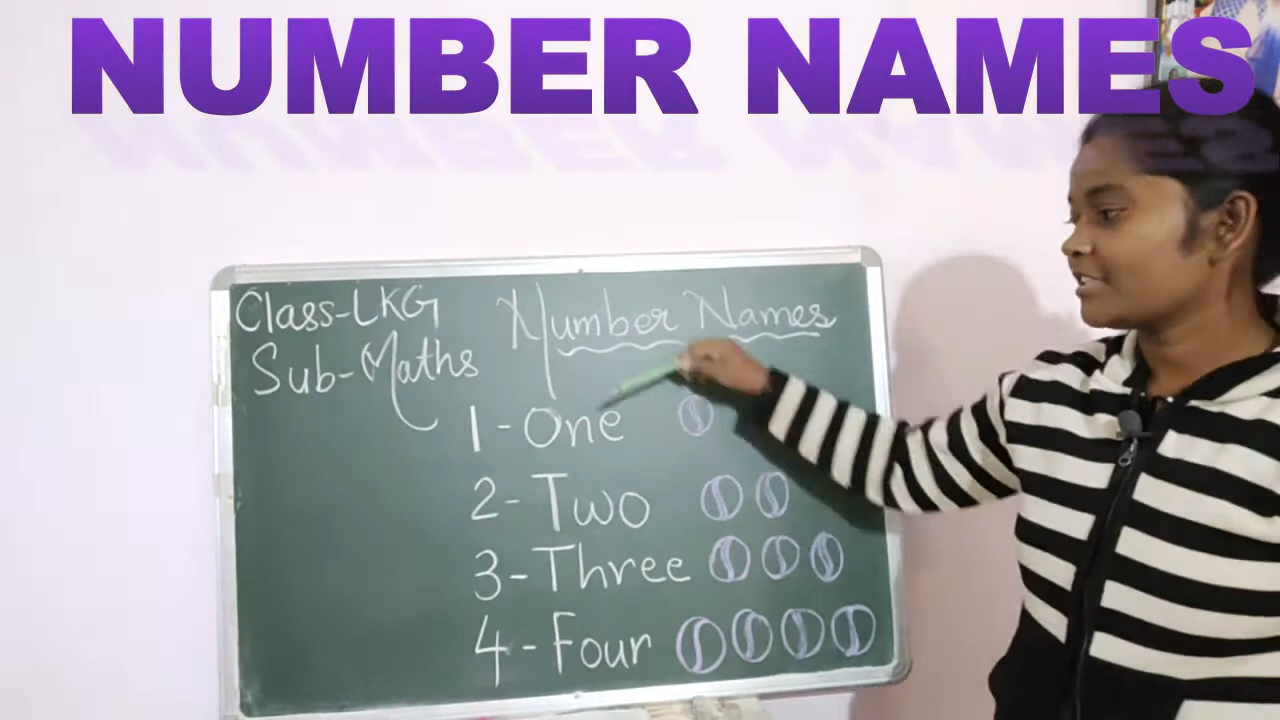 NUMBER NAMES
Class-LKG
Sub-Maths
Number Names
1-One
2-Two
3-Three
4-Four